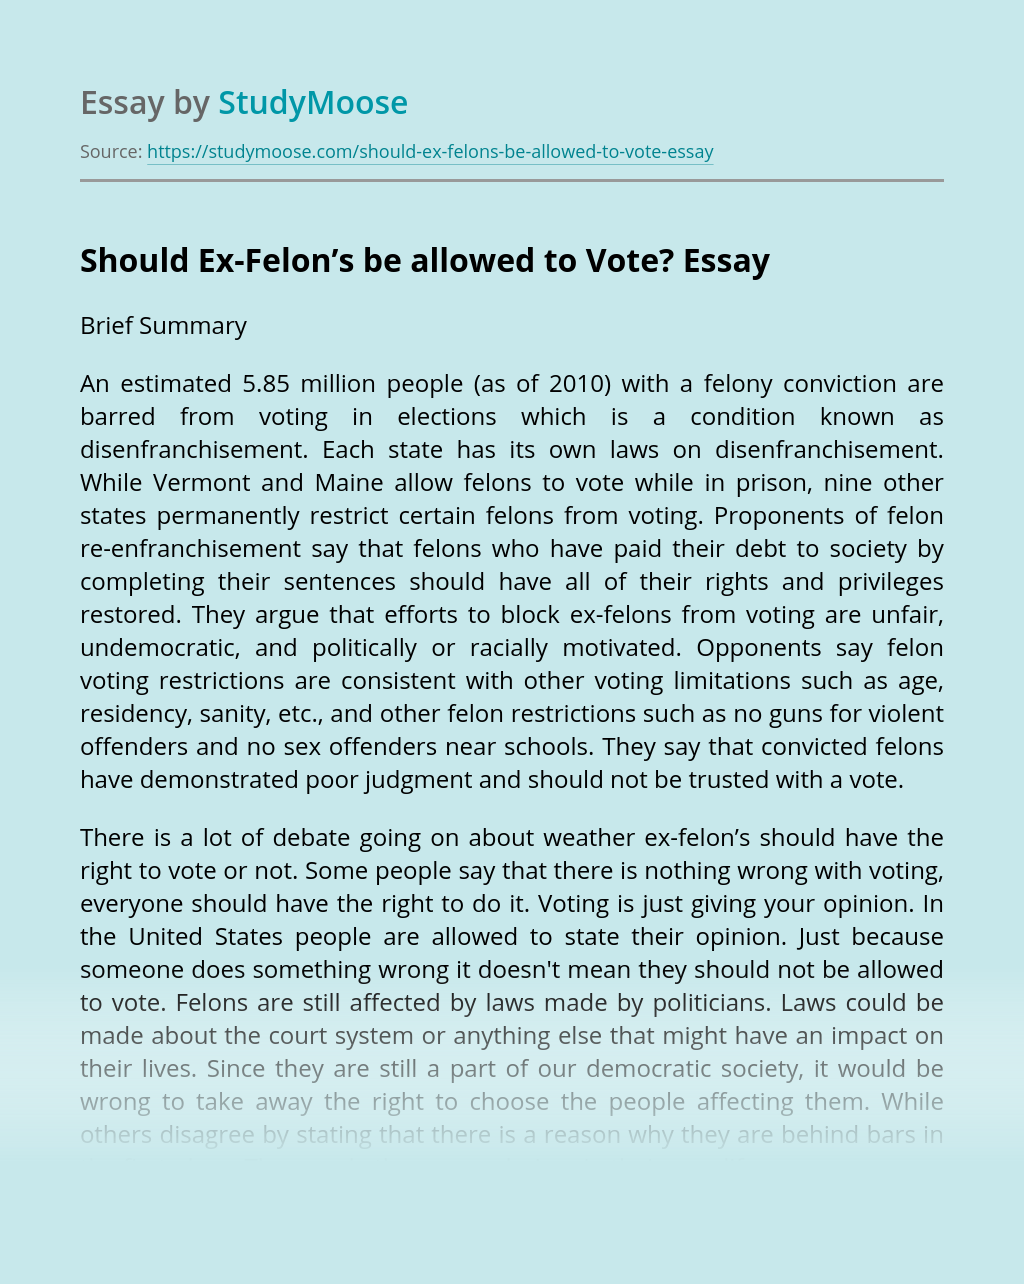 Essay by StudyMoose
Source: https://studymoose.com/should-ex-felons-be-allowed-to-vote-essay
Should Ex-Felon’s be allowed to Vote? Essay
Brief Summary
An estimated 5.85 million people (as of 2010) with a felony conviction are
barred from voting in elections which is a condition known as
disenfranchisement. Each state has its own laws on disenfranchisement.
While Vermont and Maine allow felons to vote while in prison, nine other
states permanently restrict certain felons from voting. Proponents of felon
re-enfranchisement say that felons who have paid their debt to society by
completing their sentences should have all of their rights and privileges
restored. They argue that efforts to block ex-felons from voting are unfair,
undemocratic, and politically or racially motivated. Opponents say felon
voting restrictions are consistent with other voting limitations such as age,
residency, sanity, etc., and other felon restrictions such as no guns for violent
offenders and no sex offenders near schools. They say that convicted felons
have demonstrated poor judgment and should not be trusted with a vote.
There is a lot of debate going on about weather ex-felon’s should have the
right to vote or not. Some people say that there is nothing wrong with voting,
everyone should have the right to do it. Voting is just giving your opinion. In
the United States people are allowed to state their opinion. Just because
someone does something wrong it doesn't mean they should not be allowed
to vote. Felons are still affected by laws made by politicians. Laws could be
made about the court system or anything else that might have an impact on
their lives. Since they are still a part of our democratic society, it would be
wrong to take away the right to choose the people affecting them. While
others disagree by stating that there is a reason why they are behind bars in